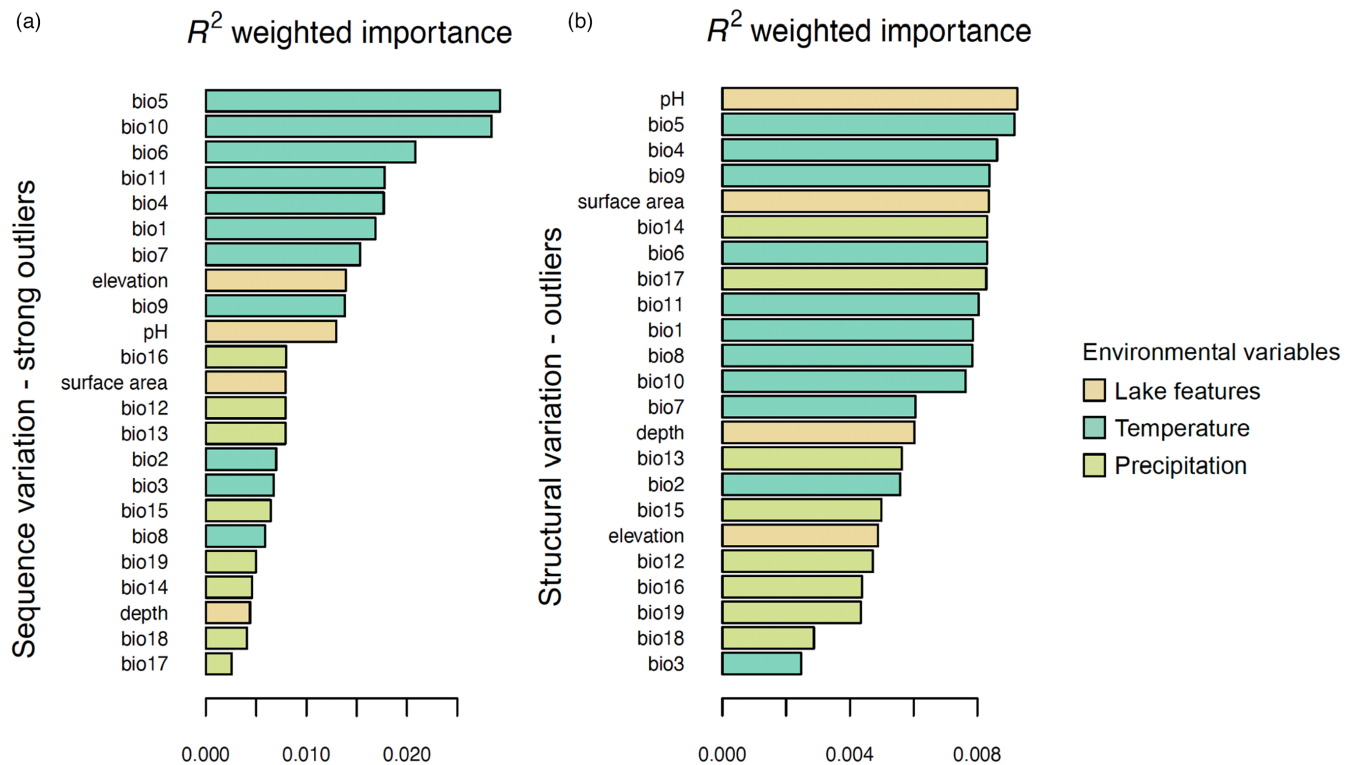 (a)
R² weighted importance
Sequence variation - strong outliers
bio5
bio10
bio6
bio11
bio4
bio1
bio7
elevation
bio9
pH
bio16
surface area
bio12
bio13
bio2
bio3
bio15
bio8
bio19
bio14
depth
bio18
bio17
0.000 0.010 0.020
(b)
R² weighted importance
Structural variation - outliers
pH
bio5
bio4
bio9
surface area
bio14
bio6
bio17
bio11
bio1
bio8
bio10
bio7
depth
bio13
bio2
bio15
elevation
bio12
bio16
bio19
bio18
bio3
0.000 0.004 0.008
Environmental variables
Lake features
Temperature
Precipitation